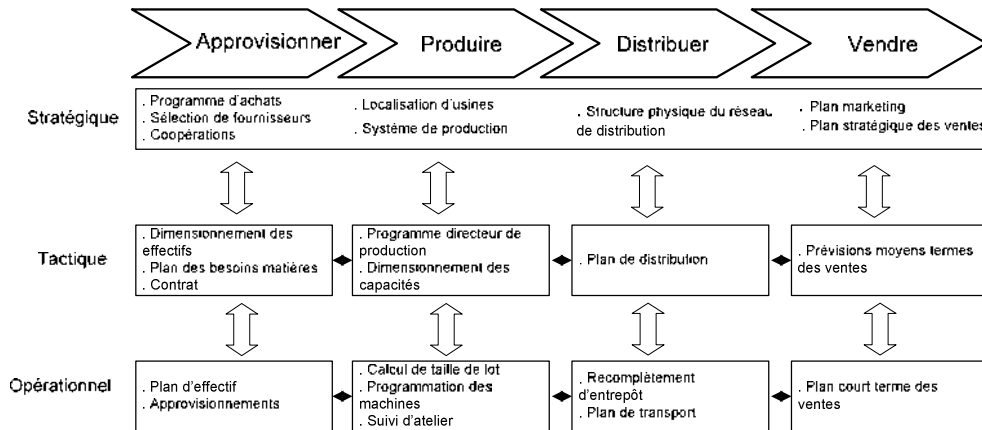 Approvisionner
Produire
Distribuer
Vendre
Stratégique
. Programme d'achats
. Sélection de fournisseurs
. Coopérations
. Localisation d'usines
. Système de production
. Structure physique du réseau
de distribution
. Plan marketing
. Plan stratégique des ventes
Tactique
. Dimensionnement des
effectifs
. Plan des besoins matières
. Contrat
. Programme directeur de
production
. Dimensionnement des
capacités
. Plan de distribution
. Prévisions moyens termes
des ventes
Opérationnel
. Plan d'effectif
. Approvisionnements
. Calcul de taille de lot
. Programmation des
machines
. Suivi d'atelier
. Recomplètement
d'entrepôt
. Plan de transport
. Plan court terme des
ventes